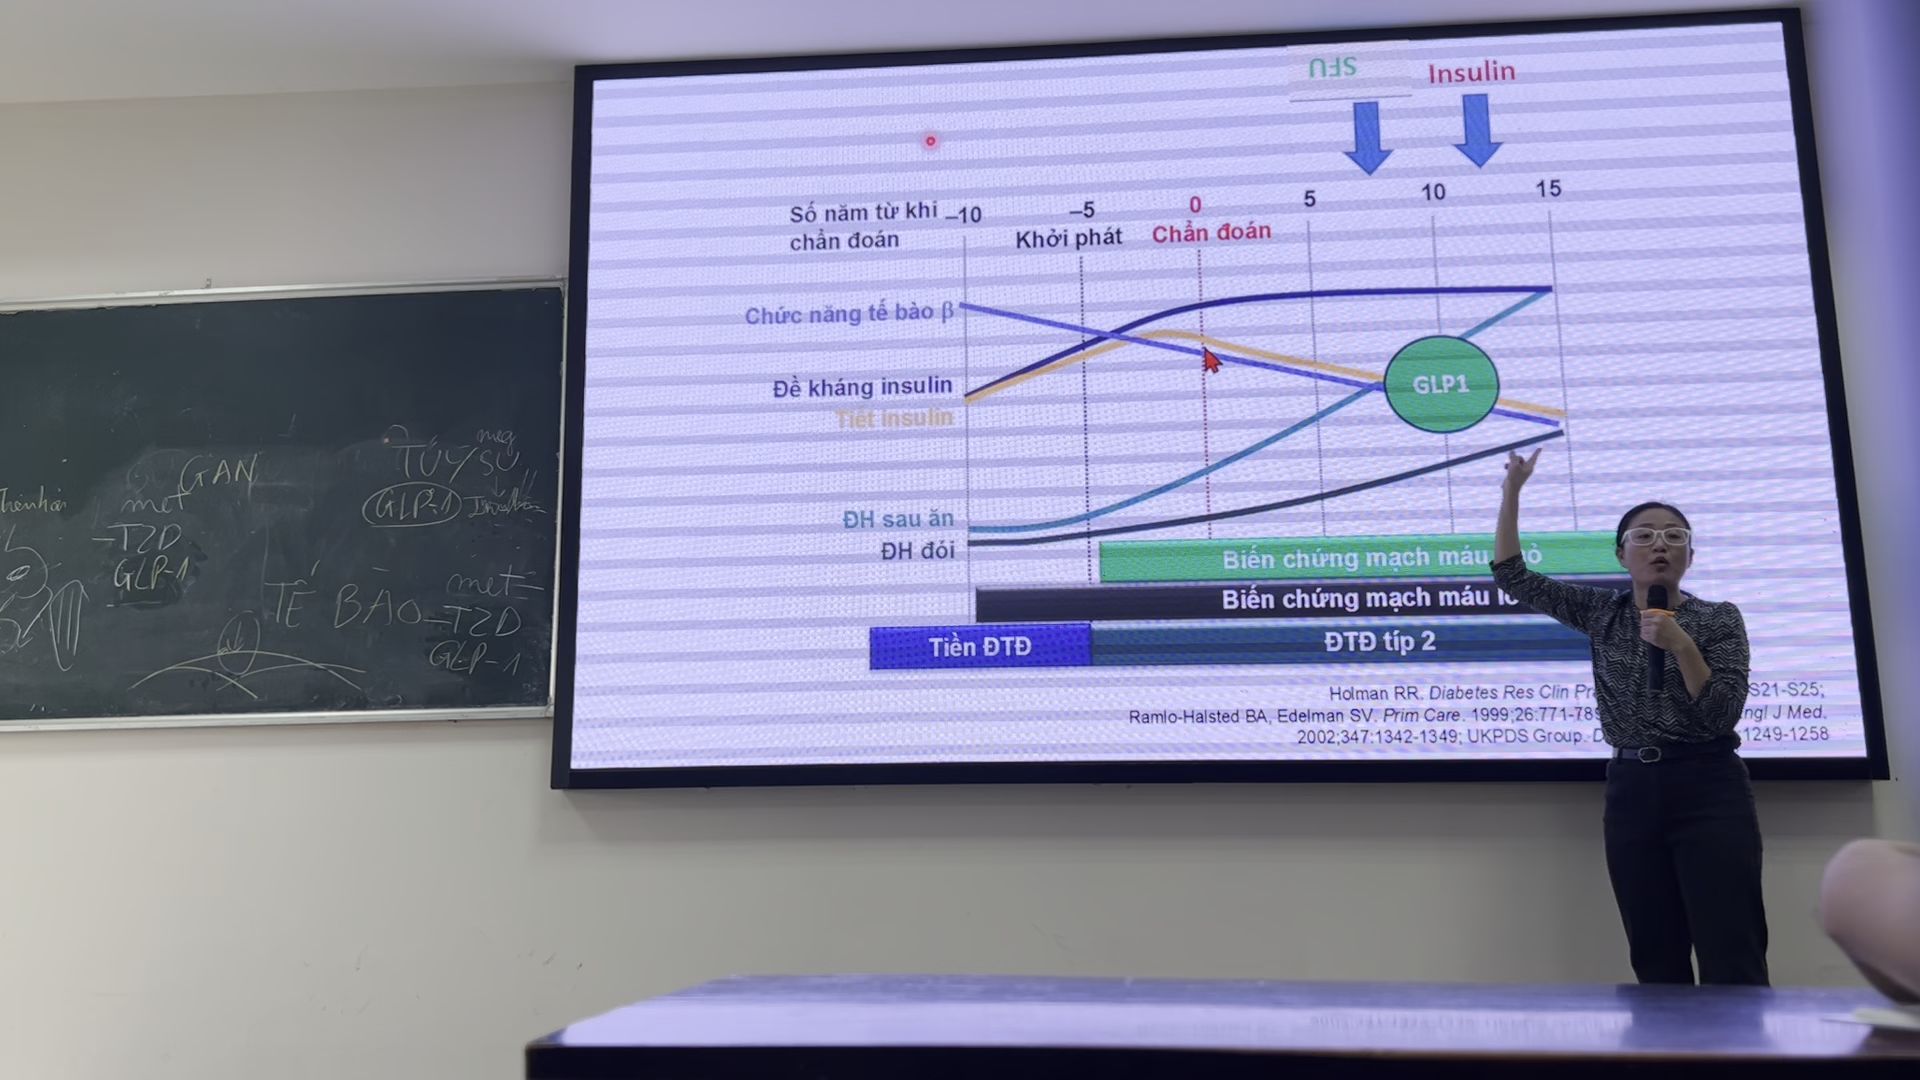 SFU
Insulin
Số năm từ khi
chẩn đoán
–10
–5
0
5
10
15
Khởi phát
Chẩn đoán
Chức năng tế bào β
Đề kháng insulin
Tiết insulin
GLP1
ĐH sau ăn
ĐH đói
Biến chứng mạch máu
Biến chứng mạch máu
Tiền ĐTĐ
ĐTĐ típ 2
Holman RR. Diabetes Res Clin S21-S25;
Ramlo-Halsted BA, Edelman SV. Prim Care. 1999;26:771-789 J Med.
2002;347:1342-1349; UKPDS Group. 1249-1258
GAN
met
TZD
GLP-1
TỤY
SU
GLP-1
TẾ BÀO
met
TZD
GLP-1